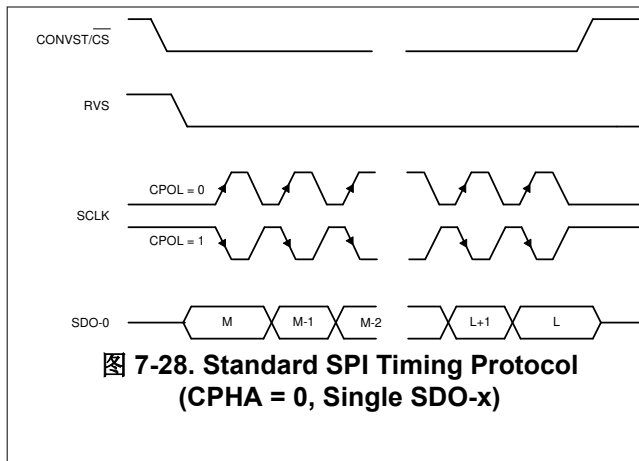 CONVST/CS
RVS
CPOL = 0
SCLK
CPOL = 1
SDO-0 M M-1 M-2 L+1 L
图 7-28. Standard SPI Timing Protocol
(CPHA = 0, Single SDO-x)